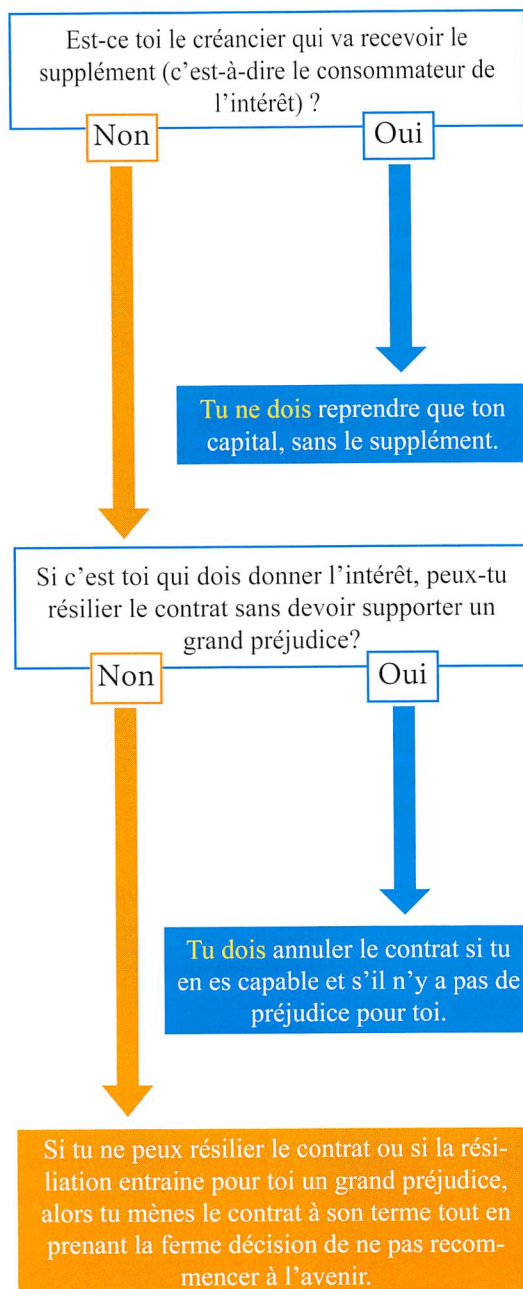 Est-ce toi le créancier qui va recevoir le
supplément (c'est-à-dire le consommateur de
l'intérêt) ?
Non
Oui
Tu ne dois reprendre que ton
capital, sans le supplément.
Si c'est toi qui dois donner l'intérêt, peux-tu
résilier le contrat sans devoir supporter un
grand préjudice?
Non
Oui
Tu dois annuler le contrat si tu
en es capable et s'il n'y a pas de
préjudice pour toi.
Si tu ne peux résilier le contrat ou si la rési-
liation entraine pour toi un grand préjudice,
alors tu mènes le contrat à son terme tout en
prenant la ferme décision de ne pas recom-
mencer à l'avenir.